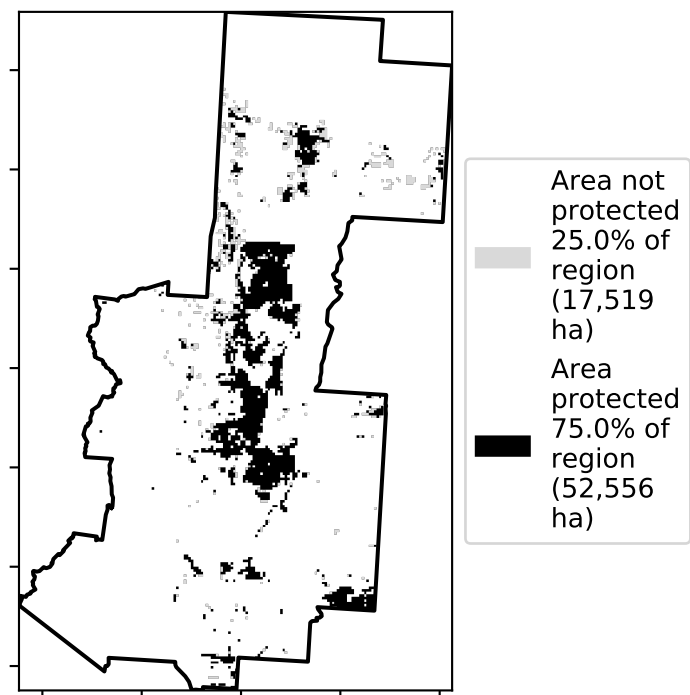 Area not
protected
25.0% of
region
(17,519
ha)
Area
protected
75.0% of
region
(52,556
ha)